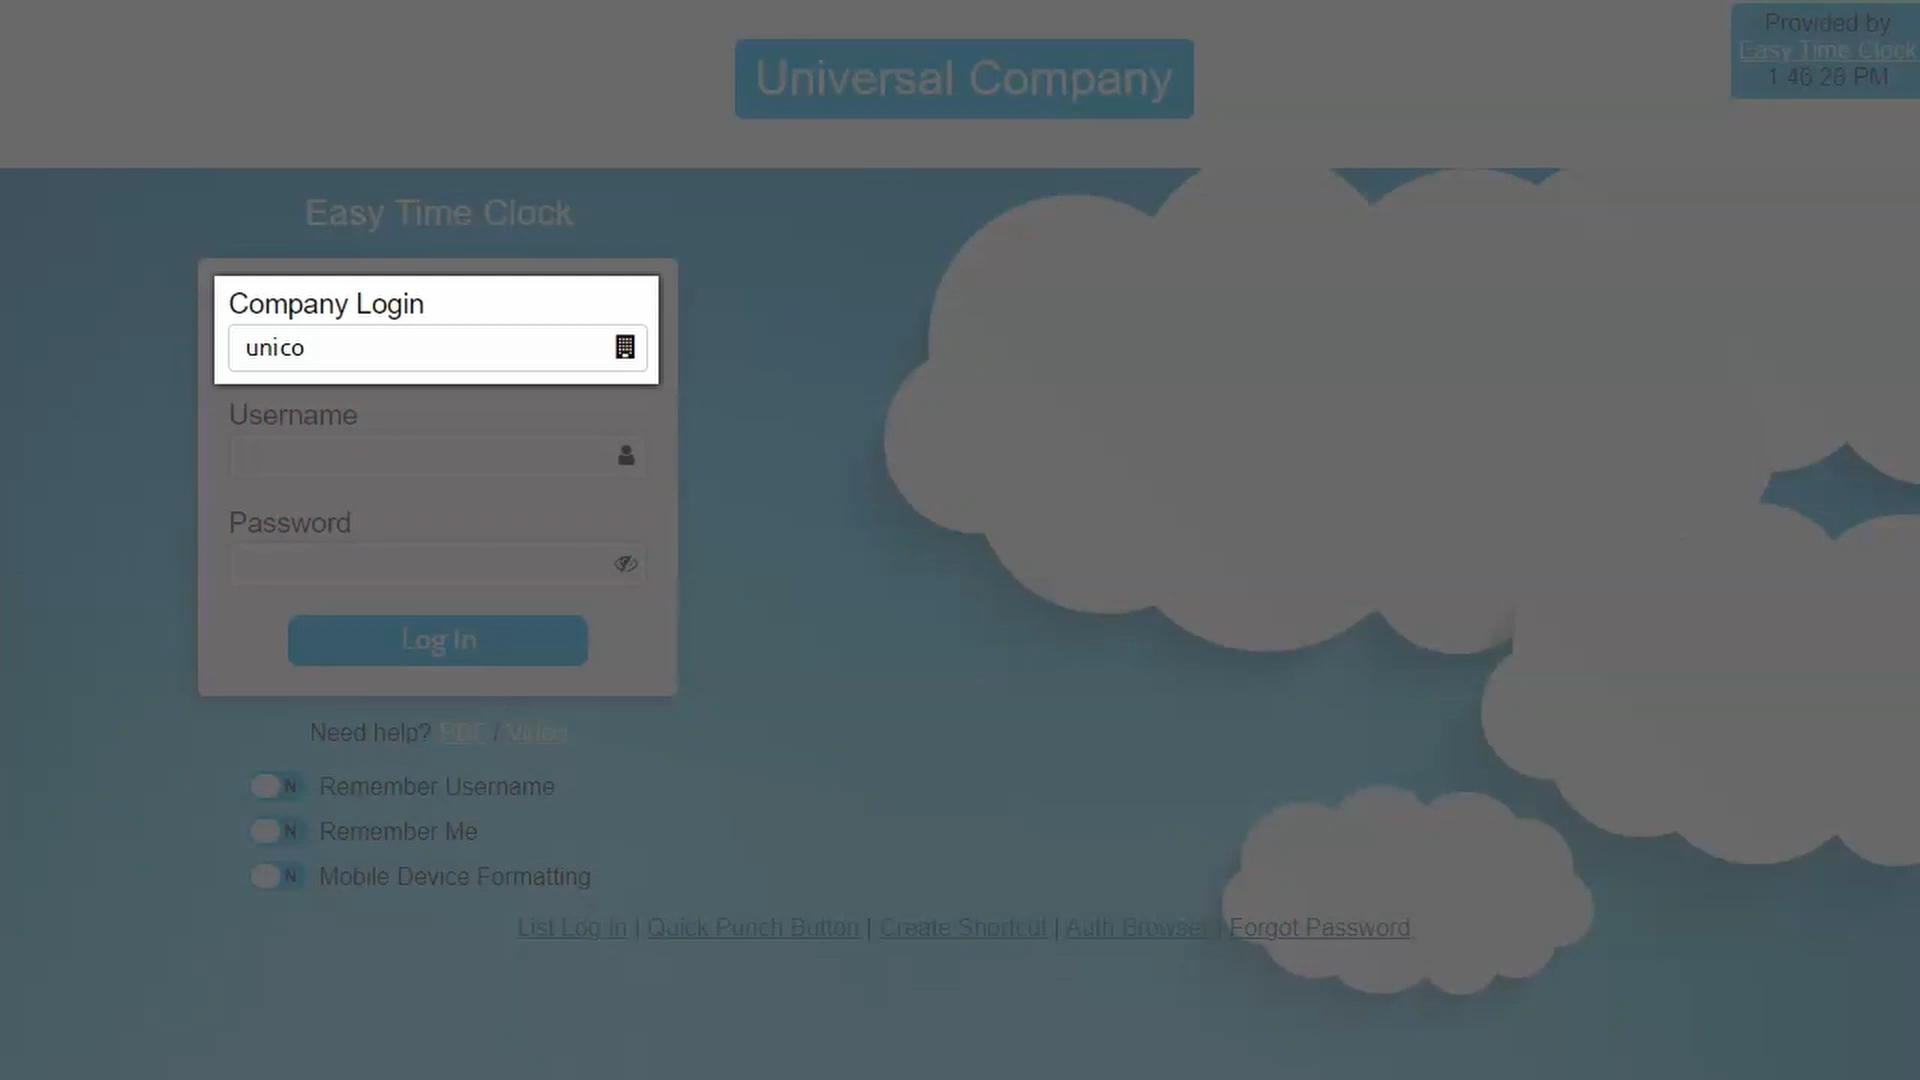 Universal Company
Provided by
Easy Time Clock
1:46:28 PM
Easy Time Clock
Company Login
unico
Username
Password
Log In
Need help? PDF / Video
N Remember Username
N Remember Me
N Mobile Device Formatting
List Log In | Quick Punch Button | Create Shortcut | Auth Browser | Forgot Password